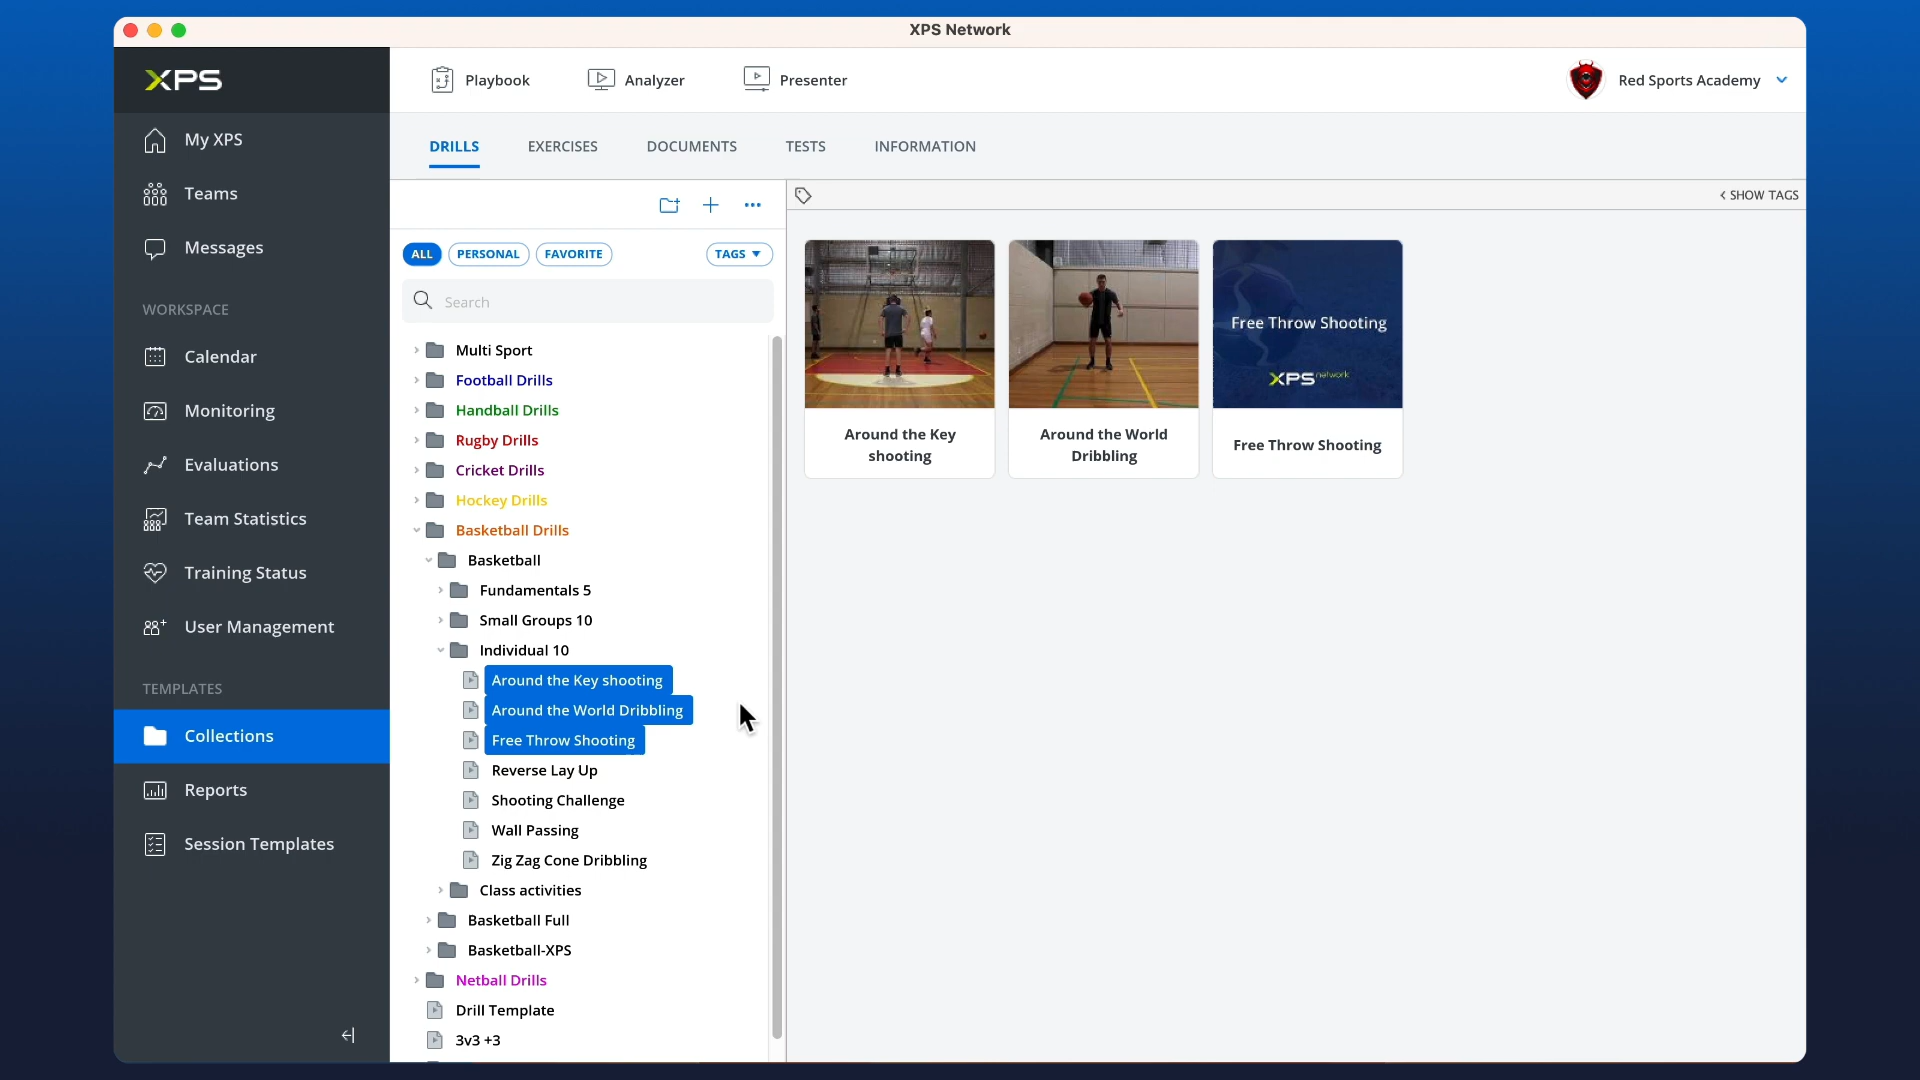 XPS Network
XPS
Playbook
Analyzer
Presenter
Red Sports Academy
My XPS
Teams
Messages
WORKSPACE
Calendar
Monitoring
Evaluations
Team Statistics
Training Status
User Management
TEMPLATES
Collections
Reports
Session Templates
DRILLS
EXERCISES
DOCUMENTS
TESTS
INFORMATION
SHOW TAGS
ALL
PERSONAL
FAVORITE
TAGS
Search
Multi Sport
Football Drills
Handball Drills
Rugby Drills
Cricket Drills
Hockey Drills
Basketball Drills
Basketball
Fundamentals 5
Small Groups 10
Individual 10
Around the Key shooting
Around the World Dribbling
Free Throw Shooting
Reverse Lay Up
Shooting Challenge
Wall Passing
Zig Zag Cone Dribbling
Class activities
Basketball Full
Basketball-XPS
Netball Drills
Drill Template
3v3 +3
Free Throw Shooting
XPS network
Around the Key
shooting
Around the World
Dribbling
Free Throw Shooting